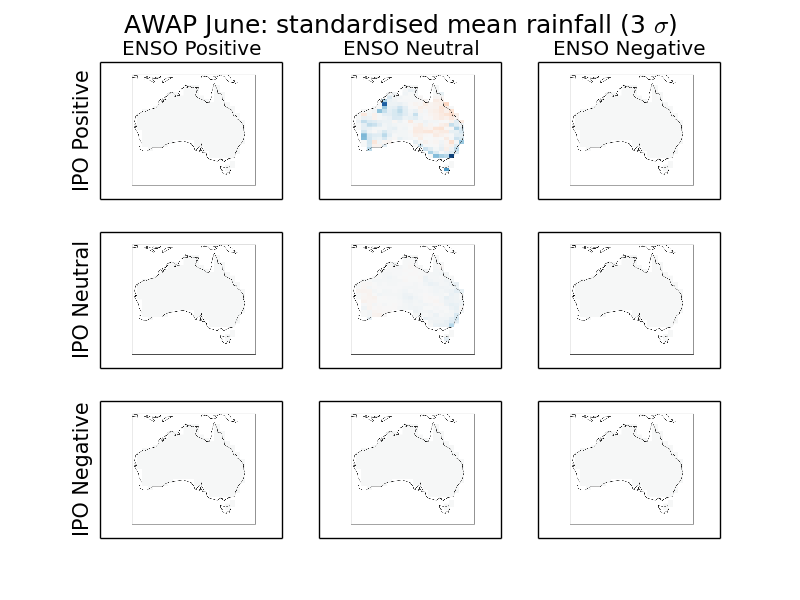 AWAP June: standardised mean rainfall (3 σ)
ENSO Positive
ENSO Neutral
ENSO Negative
IPO Positive
IPO Neutral
IPO Negative